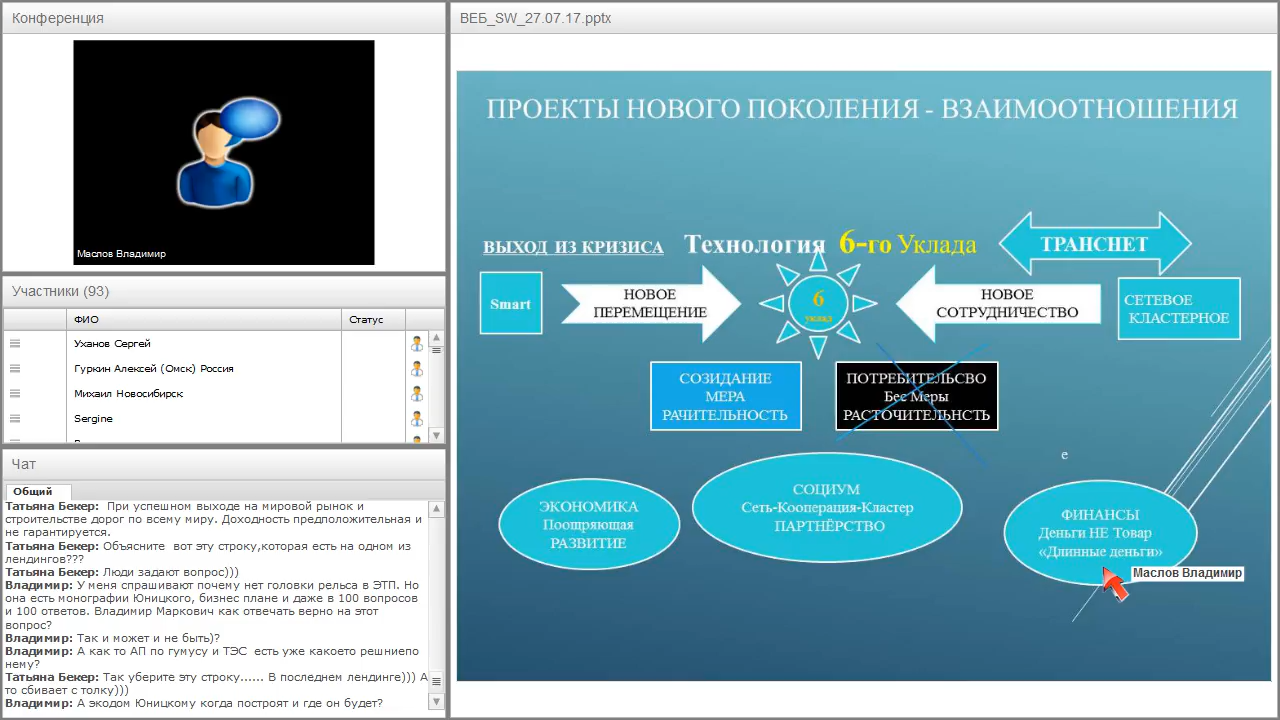 Конференция
Маслов Владимир
Участники (93)
ФИО
Статус
Уханов Сергей
Гуркин Алексей (Омск) Россия
Михаил Новосибирск
Sergine
Чат
Общий
Татьяна Бекер: При успешном выходе на мировой рынок и
строительстве дорог по всему миру. Доходность предположительная и
не гарантируется.
Татьяна Бекер: Объясните вот эту строку,которая есть на одном из
лендингов???
Татьяна Бекер: Люди задают вопрос)))
Владимир: У меня спрашивают почему нет головки рельса в ЭТП. Но
она есть монографии Юницкого, бизнес плане и даже в 100 вопросов
и 100 ответов. Владимир Маркович как отвечать верно на этот
вопрос?
Владимир: Так и может и не быть)?
Владимир: А как то АП по гумусу и ТЭС есть уже какоето решниепо
нему?
Татьяна Бекер: Так уберите эту строку...... В последнем лендинге))) А
то сбивает с толку)))
Владимир: А экодом Юницкому когда построят и где он будет?
ВЕБ_SW_27.07.17.pptx
ПРОЕКТЫ НОВОГО ПОКОЛЕНИЯ - ВЗАИМООТНОШЕНИЯ
ВЫХОД ИЗ КРИЗИСА Технология 6-го Уклада
ТРАНСНЕТ
Smart
НОВОЕ
ПЕРЕМЕЩЕНИЕ
6
уклад
НОВОЕ
СОТРУДНИЧЕСТВО
СЕТЕВОЕ
КЛАСТЕРНОЕ
СОЗИДАНИЕ
МЕРА
РАЧИТЕЛЬНОСТЬ
ПОТРЕБИТЕЛЬСВО
Бес Меры
РАСТОЧИТЕЛЬНСТЬ
е
ЭКОНОМИКА
Поощряющая
РАЗВИТИЕ
СОЦИУМ
Сеть-Кооперация-Кластер
ПАРТНЁРСТВО
ФИНАНСЫ
Деньги НЕ Товар
«Длинные деньги»
Маслов Владимир